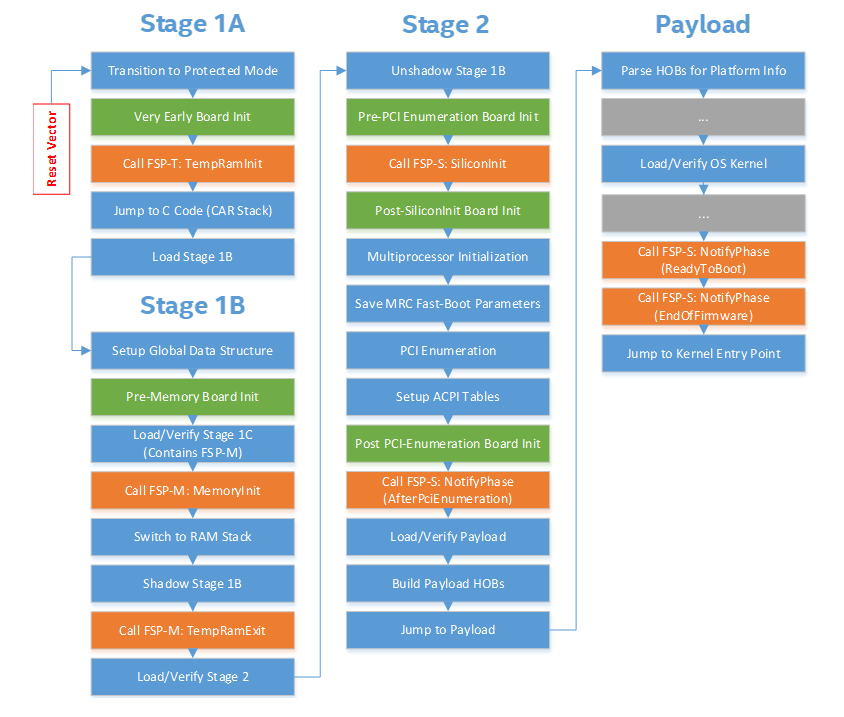 Stage 1A
Reset Vector
Transition to Protected Mode
Very Early Board Init
Call FSP-T: TempRamInit
Jump to C Code (CAR Stack)
Load Stage 1B
Stage 1B
Setup Global Data Structure
Pre-Memory Board Init
Load/Verify Stage 1C
(Contains FSP-M)
Call FSP-M: MemoryInit
Switch to RAM Stack
Shadow Stage 1B
Call FSP-M: TempRamExit
Load/Verify Stage 2
Stage 2
Unshadow Stage 1B
Pre-PCI Enumeration Board Init
Call FSP-S: SiliconInit
Post-SiliconInit Board Init
Multiprocessor Initialization
Save MRC Fast-Boot Parameters
PCI Enumeration
Setup ACPI Tables
Post PCI-Enumeration Board Init
Call FSP-S: NotifyPhase
(AfterPciEnumeration)
Load/Verify Payload
Build Payload HOBs
Jump to Payload
Payload
Parse HOBs for Platform Info
...
Load/Verify OS Kernel
...
Call FSP-S: NotifyPhase
(ReadyToBoot)
Call FSP-S: NotifyPhase
(EndOfFirmware)
Jump to Kernel Entry Point